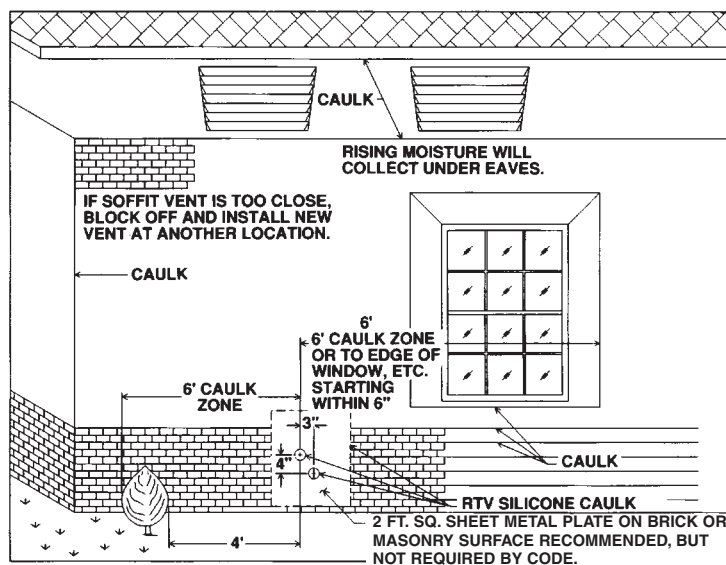 CAULK
RISING MOISTURE WILL
COLLECT UNDER EAVES.
IF SOFFIT VENT IS TOO CLOSE,
BLOCK OFF AND INSTALL NEW
VENT AT ANOTHER LOCATION.
CAULK
6'
6' CAULK ZONE
OR TO EDGE OF
WINDOW, ETC.
STARTING
WITHIN 6"
6' CAULK
ZONE
3"
4"
CAULK
RTV SILICONE CAULK
2 FT. SQ. SHEET METAL PLATE ON BRICK OR
MASONRY SURFACE RECOMMENDED, BUT
NOT REQUIRED BY CODE.
4'